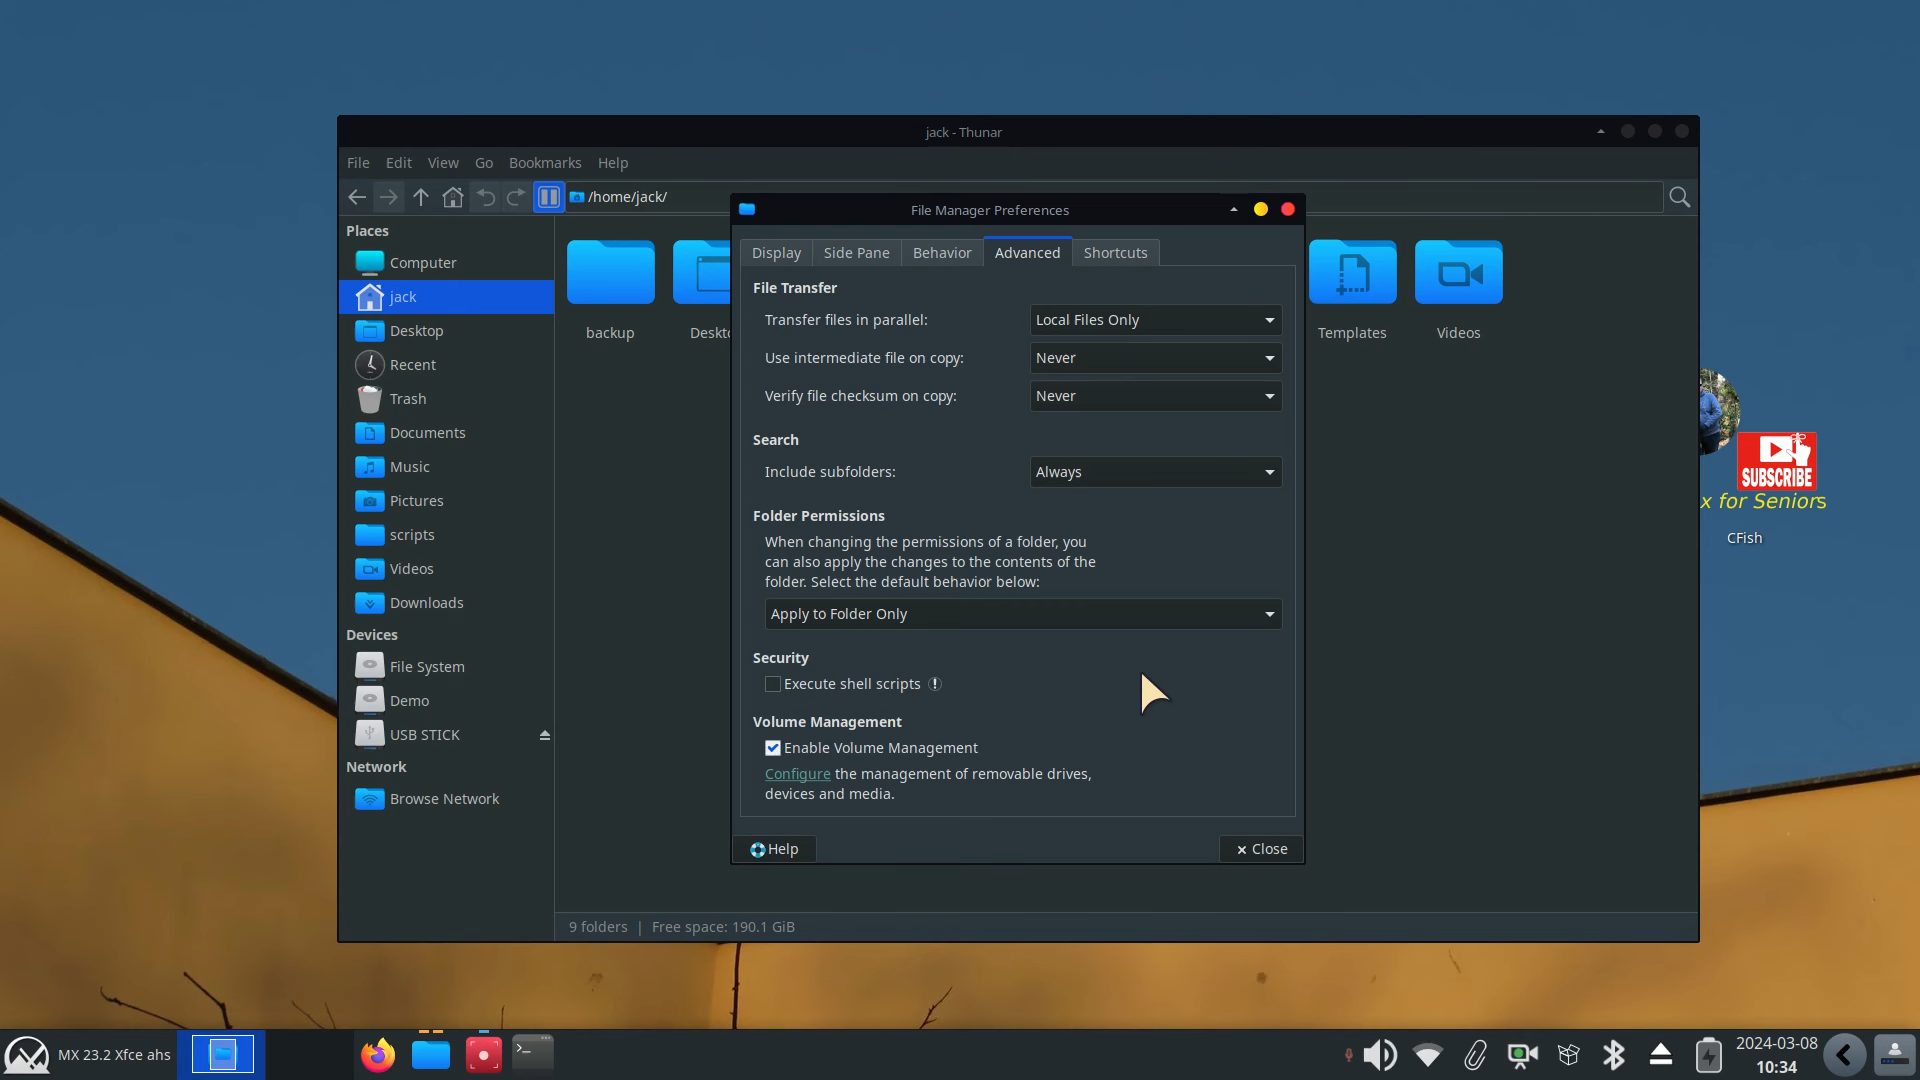 jack - Thunar
File Edit View Go Bookmarks Help
/home/jack/
File Manager Preferences
Places
Computer
jack
Desktop
Recent
Trash
Documents
Music
Pictures
scripts
Videos
Downloads
Devices
File System
Demo
USB STICK
Network
Browse Network
backup
Deskto
Templates
Videos
Display Side Pane Behavior Advanced Shortcuts
File Transfer
Transfer files in parallel: Local Files Only
Use intermediate file on copy: Never
Verify file checksum on copy: Never
Search
Include subfolders: Always
Folder Permissions
When changing the permissions of a folder, you
can also apply the changes to the contents of the
folder. Select the default behavior below:
Apply to Folder Only
Security
Execute shell scripts
Volume Management
Enable Volume Management
Configure the management of removable drives,
devices and media.
Help
Close
9 folders | Free space: 190.1 GiB
SUBSCRIBE
x for Seniors
CFish
MX 23.2 Xfce ahs
2024-03-08
10:34